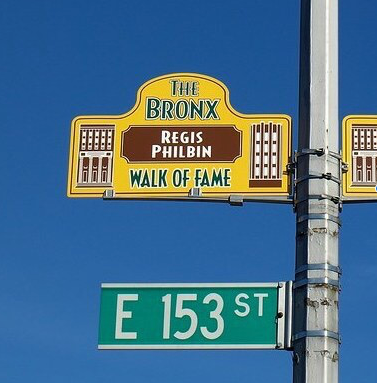 THE
BRONX
REGIS
PHILBIN
WALK OF FAME
E 153 ST